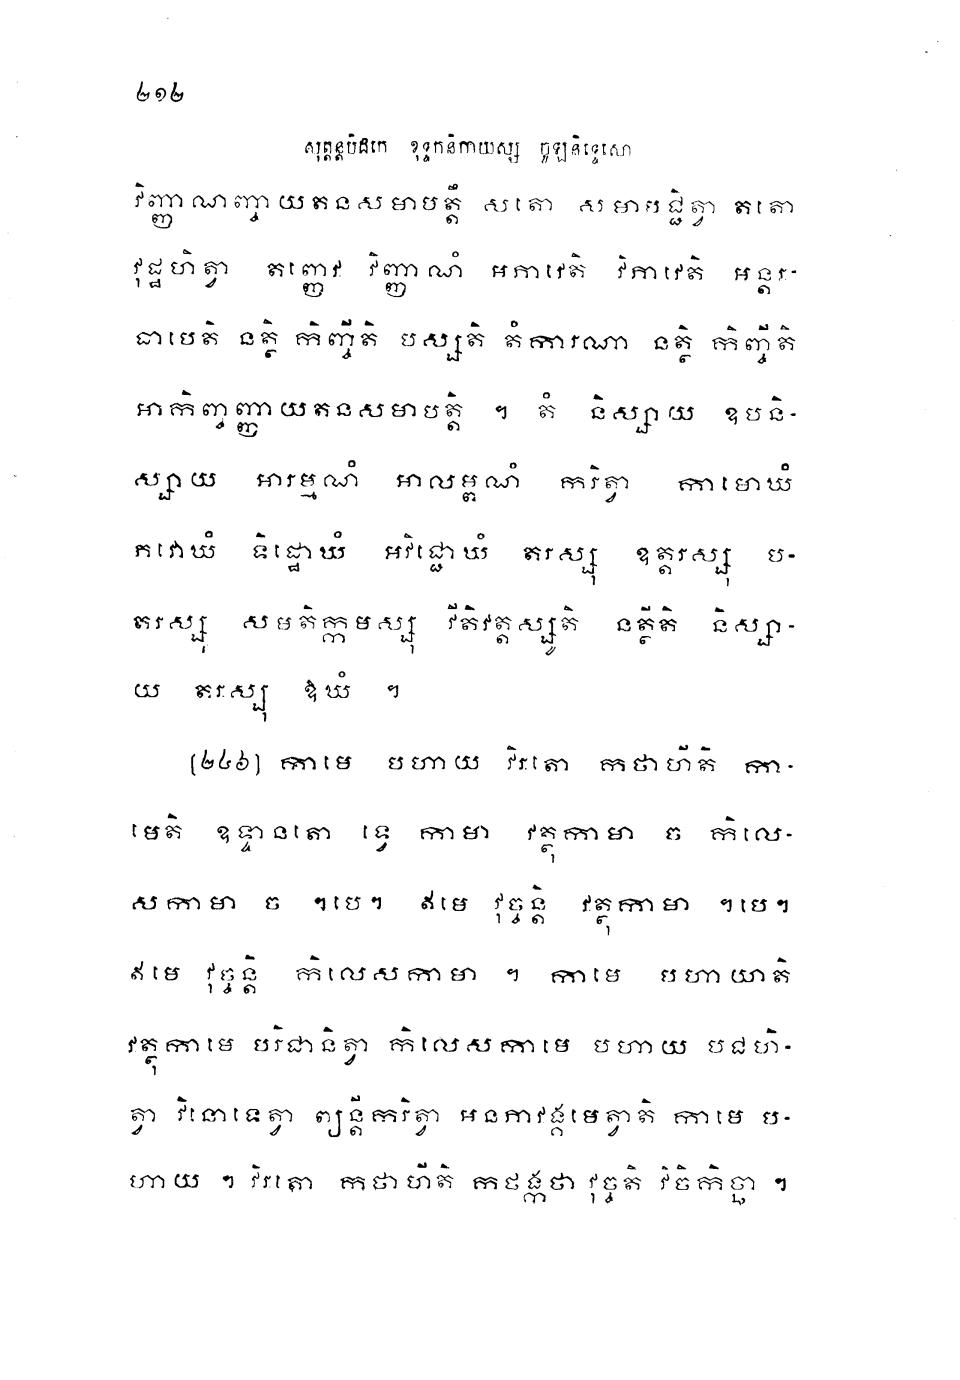 ២១២
សុត្តន្តបិដកេ ខុទ្ទកនិកាយស្ស ចូឡនិទ្ទេសោ
វិញ្ញាណញ្ចាយតនសមាបត្តឹ សតោ សមាបជ្ជិត្វា តតោ
វុដ្ឋហិត្វា តញ្ញេវ វិញ្ញាណំ អភាវេតិ វិភាវេតិ អន្តរ-
ធាបេតិ នត្ថិ កិញ្ចីតិ បស្សតិ តំការណា នត្ថិ កិញ្ចីតិ
អាកិញ្ចញ្ញាយតនសមាបត្តិ ។ តំ និស្សាយ ឧបនិ-
ស្សាយ អារម្មណំ អាលម្ពណំ ករិត្វា កាមោឃំ
ភវោឃំ ទិដ្ឋោឃំ អវិជ្ជោឃំ តរស្សុ ឧត្តរស្សុ ប-
តរស្សុ សមតិក្កមស្សុ វីតិវត្តស្សូតិ នត្ថីតិ និស្សា-
យ តរស្សុ ឱឃំ ។
(២៤៦) កាមេ បហាយ វិរតោ កថាហីតិ កា-
មេតិ ឧទ្ទានតោ ទ្វេ កាមា វត្ថុកាមា ច កិលេ-
សកាមា ច ។បេ។ ឥមេ វុច្ចន្តិ វត្ថុកាមា ។បេ។
ឥមេ វុច្ចន្តិ កិលេសកាមា ។ កាមេ បហាយាតិ
វត្ថុកាមេ បរិជានិត្វា កិលេសកាមេ បហាយ បជហិ-
ត្វា វិនោទេត្វា ព្យន្តីករិត្វា អនភាវង្គមេត្វាតិ កាមេ ប-
ហាយ ។ វិរតោ កថាហីតិ កថង្កថា វុច្ចតិ វិចិកិច្ឆា ។